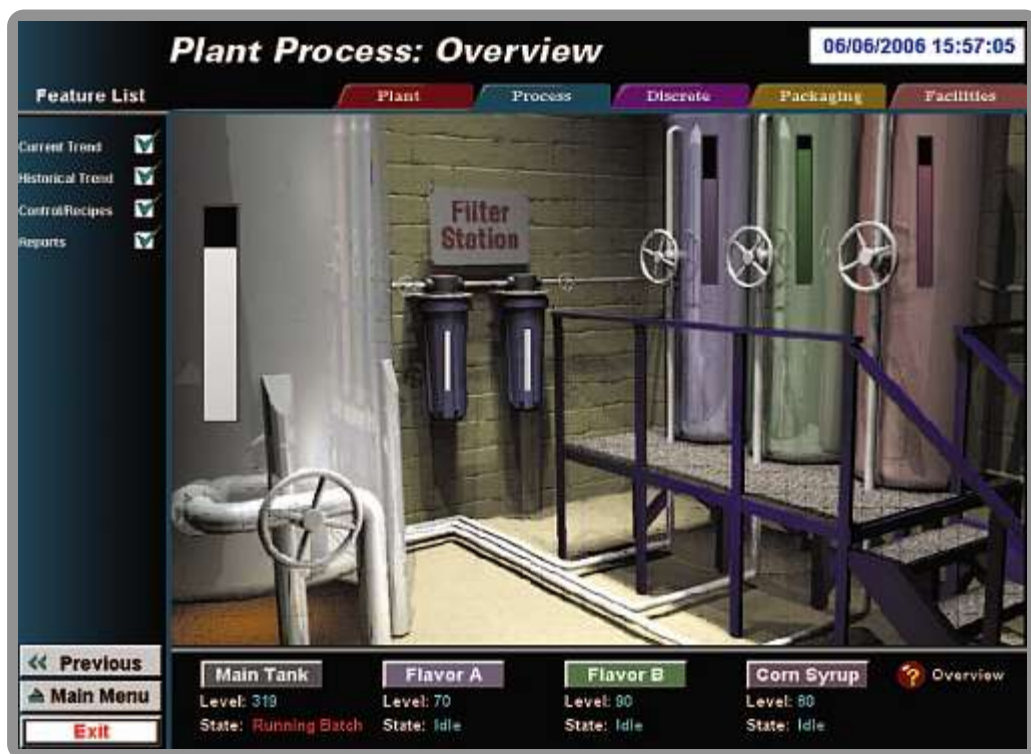 Plant Process: Overview
06/06/2006 15:57:05
Feature List
Plant
Process
Discrete
Packaging
Facilities
Current Trend
Historical Trend
Control/Recipes
Reports
Filter
Station
<< Previous
Main Menu
Exit
Main Tank
Level: 319
State: Running Batch
Flavor A
Level: 70
State: Idle
Flavor B
Level: 90
State: Idle
Corn Syrup
Level: 80
State: Idle
? Overview